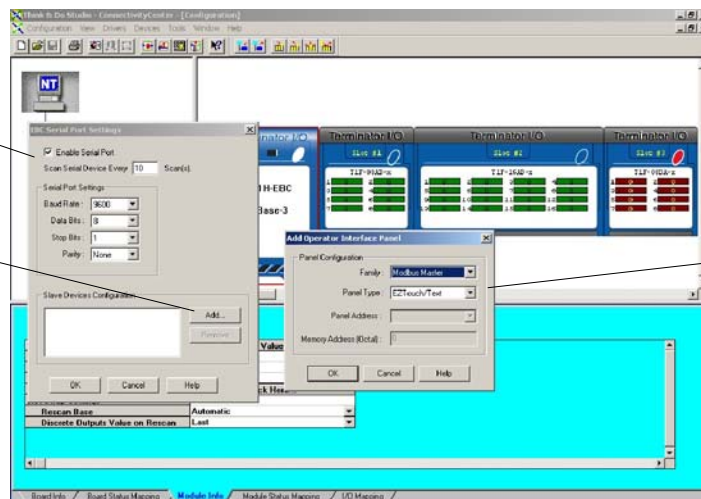 Think & Do Studio - ConnectivityCenter - [Configuration]
Configuration View Drivers Devices Tools Window Help
NT
EBC Serial Port Settings
Enable Serial Port
Scan Serial Device Every 10 Scan(s).
Serial Port Settings
Baud Rate: 9600
Data Bits: 8
Stop Bits: 1
Parity: None
Slave Devices Configuration
Add...
Remove
OK Cancel Help
Terminator I/O
Terminator I/O
Terminator I/O
Slot #1
Slot #2
Slot #3
H-EBC
Base-3
Add Operator Interface Panel
Panel Configuration
Family: Modbus Master
Panel Type: EZTouch/Text
Panel Address:
Memory Address (Octal): 0
OK Cancel Help
Value
Rescan Base Automatic
Discrete Outputs Value on Rescan Last
Board Info Board Status Mapping Module Info Module Status Mapping I/O Mapping